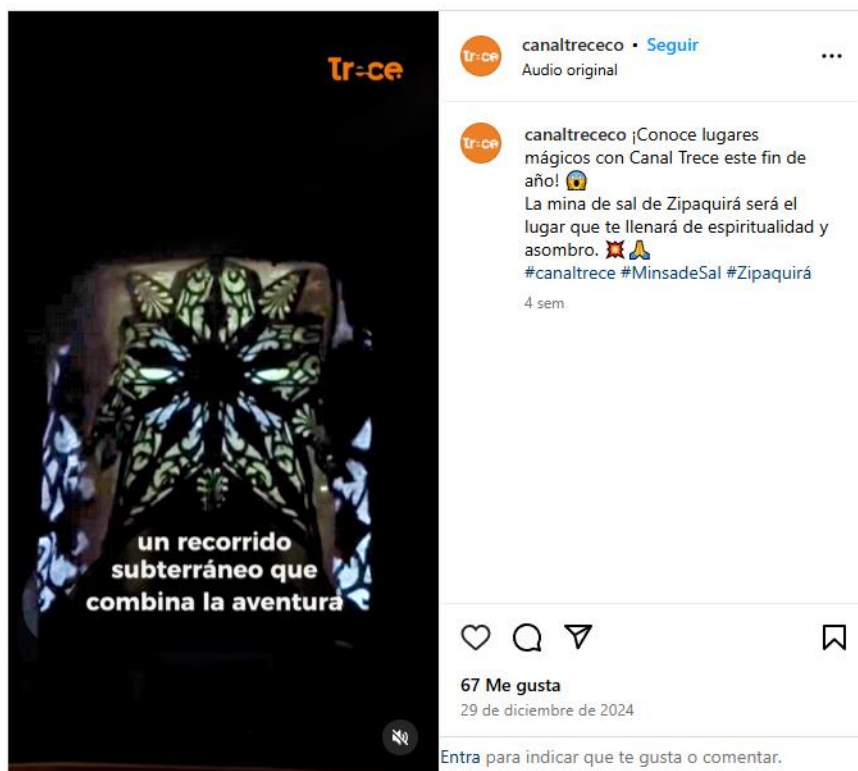 Tr=ce
un recorrido
subterráneo que
combina la aventura
Tr=ce
canaltrececo • Seguir
Audio original
Tr=ce
canaltrececo ¡Conoce lugares
mágicos con Canal Trece este fin de
año! 😱
La mina de sal de Zipaquirá será el
lugar que te llenará de espiritualidad y
asombro. 💥🙏
#canaltrece #MinsadeSal #Zipaquirá
4 sem
67 Me gusta
29 de diciembre de 2024
Entra para indicar que te gusta o comentar.